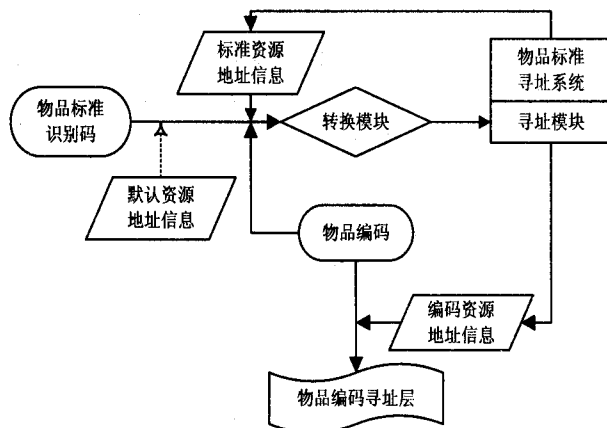 标准资源
地址信息
物品标准
寻址系统
物品标准
识别码
转换模块
寻址模块
默认资源
地址信息
物品编码
编码资源
地址信息
物品编码寻址层